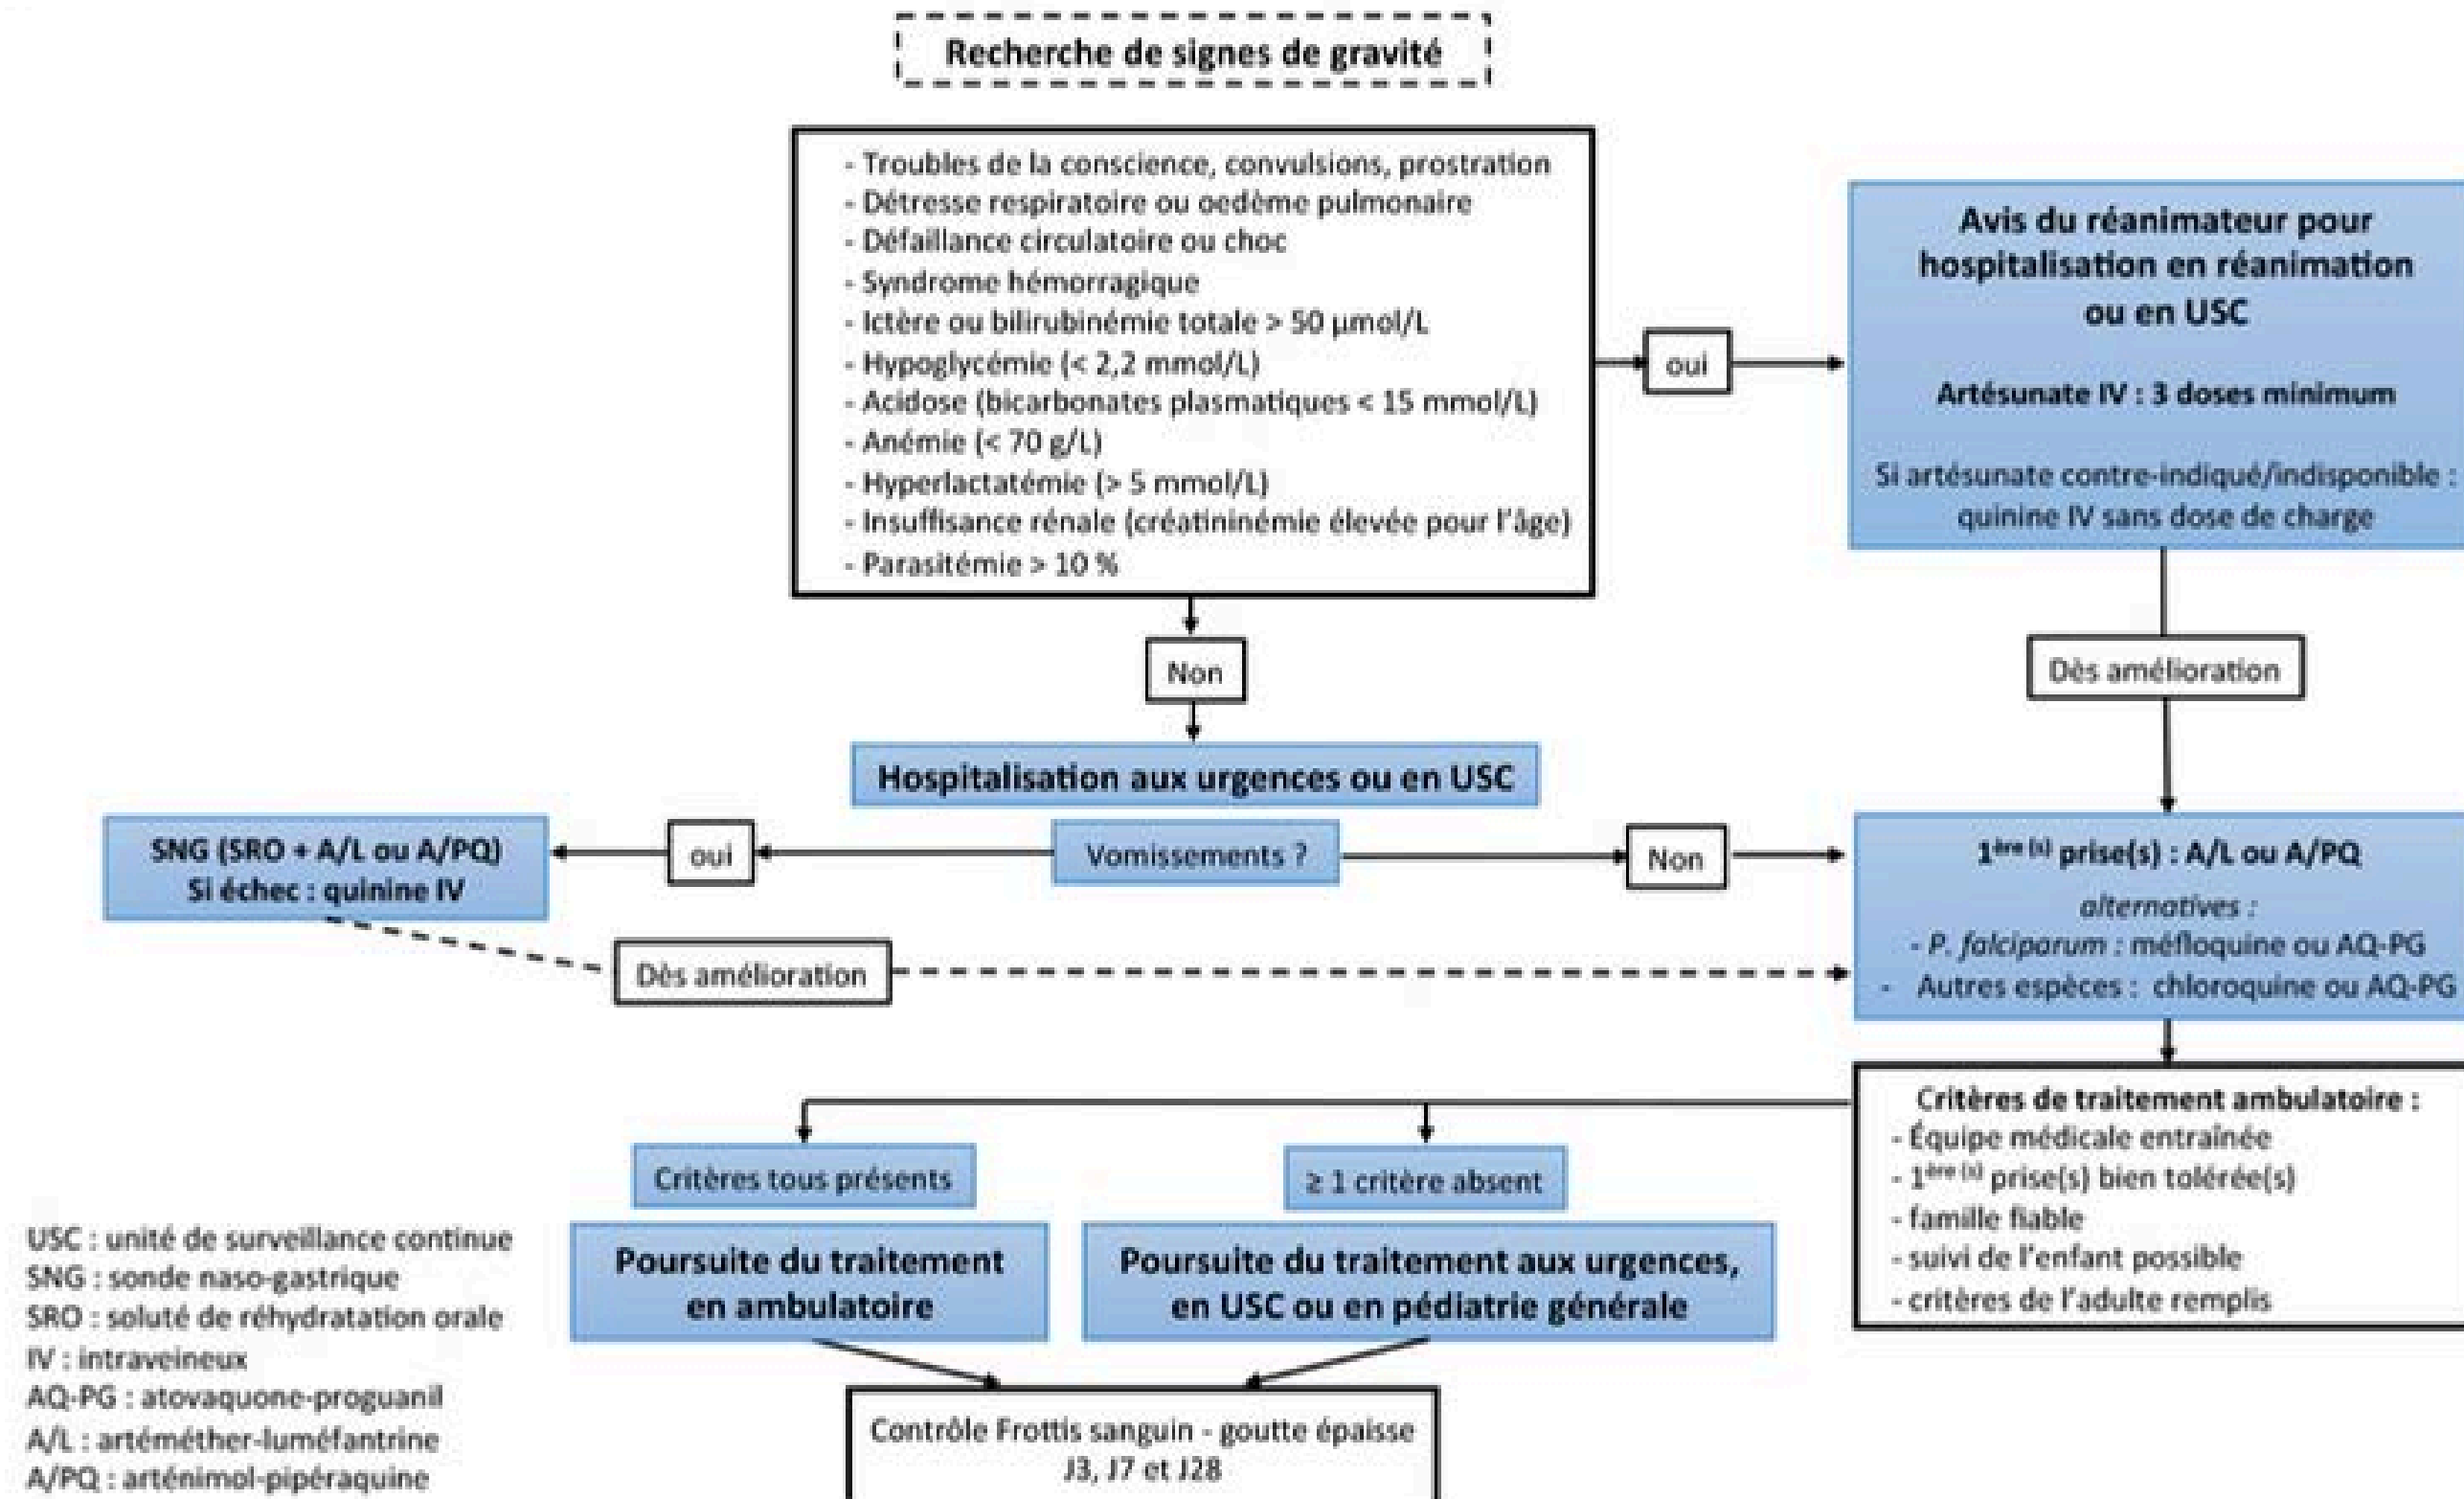 Recherche de signes de gravité
- Troubles de la conscience, convulsions, prostration
- Détresse respiratoire ou oedème pulmonaire
- Défaillance circulatoire ou choc
- Syndrome hémorragique
- Ictère ou bilirubinémie totale > 50 µmol/L
- Hypoglycémie (< 2,2 mmol/L)
- Acidose (bicarbonates plasmatiques < 15 mmol/L)
- Anémie (< 70 g/L)
- Hyperlactatémie (> 5 mmol/L)
- Insuffisance rénale (créatininémie élevée pour l'âge)
- Parasitémie > 10 %
oui
Avis du réanimateur pour
hospitalisation en réanimation
ou en USC
Artésunate IV : 3 doses minimum
Si artésunate contre-indiqué/indisponible :
quinine IV sans dose de charge
Non
Dès amélioration
Hospitalisation aux urgences ou en USC
SNG (SRO + A/L ou A/PQ)
Si échec : quinine IV
oui
Vomissements ?
Non
1ère (s) prise(s) : A/L ou A/PQ
alternatives :
- P. falciparum : méfloquine ou AQ-PG
- Autres espèces : chloroquine ou AQ-PG
Dès amélioration
Critères de traitement ambulatoire :
- Équipe médicale entraînée
- 1ère (s) prise(s) bien tolérée(s)
- famille fiable
- suivi de l'enfant possible
- critères de l'adulte remplis
Critères tous présents
≥ 1 critère absent
Poursuite du traitement
en ambulatoire
Poursuite du traitement aux urgences,
en USC ou en pédiatrie générale
Contrôle Frottis sanguin - goutte épaisse
J3, J7 et J28
USC : unité de surveillance continue
SNG : sonde naso-gastrique
SRO : soluté de réhydratation orale
IV : intraveineux
AQ-PG : atovaquone-proguanil
A/L : artéméther-luméfantrine
A/PQ : arténimol-pipéraquine